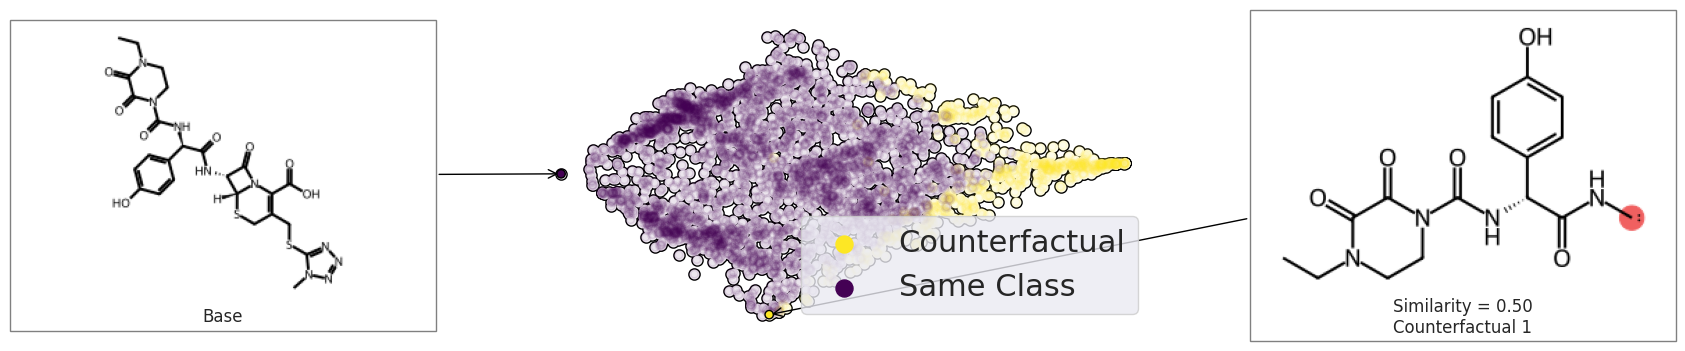 N
O
N
O
O
NH
O
HO
HN
O
N
O
OH
H
S
S
N
N
N
N
Base
Counterfactual
Same Class
OH
O
O
O
N
N
H
N
H
N
O
:
Similarity = 0.50
Counterfactual 1